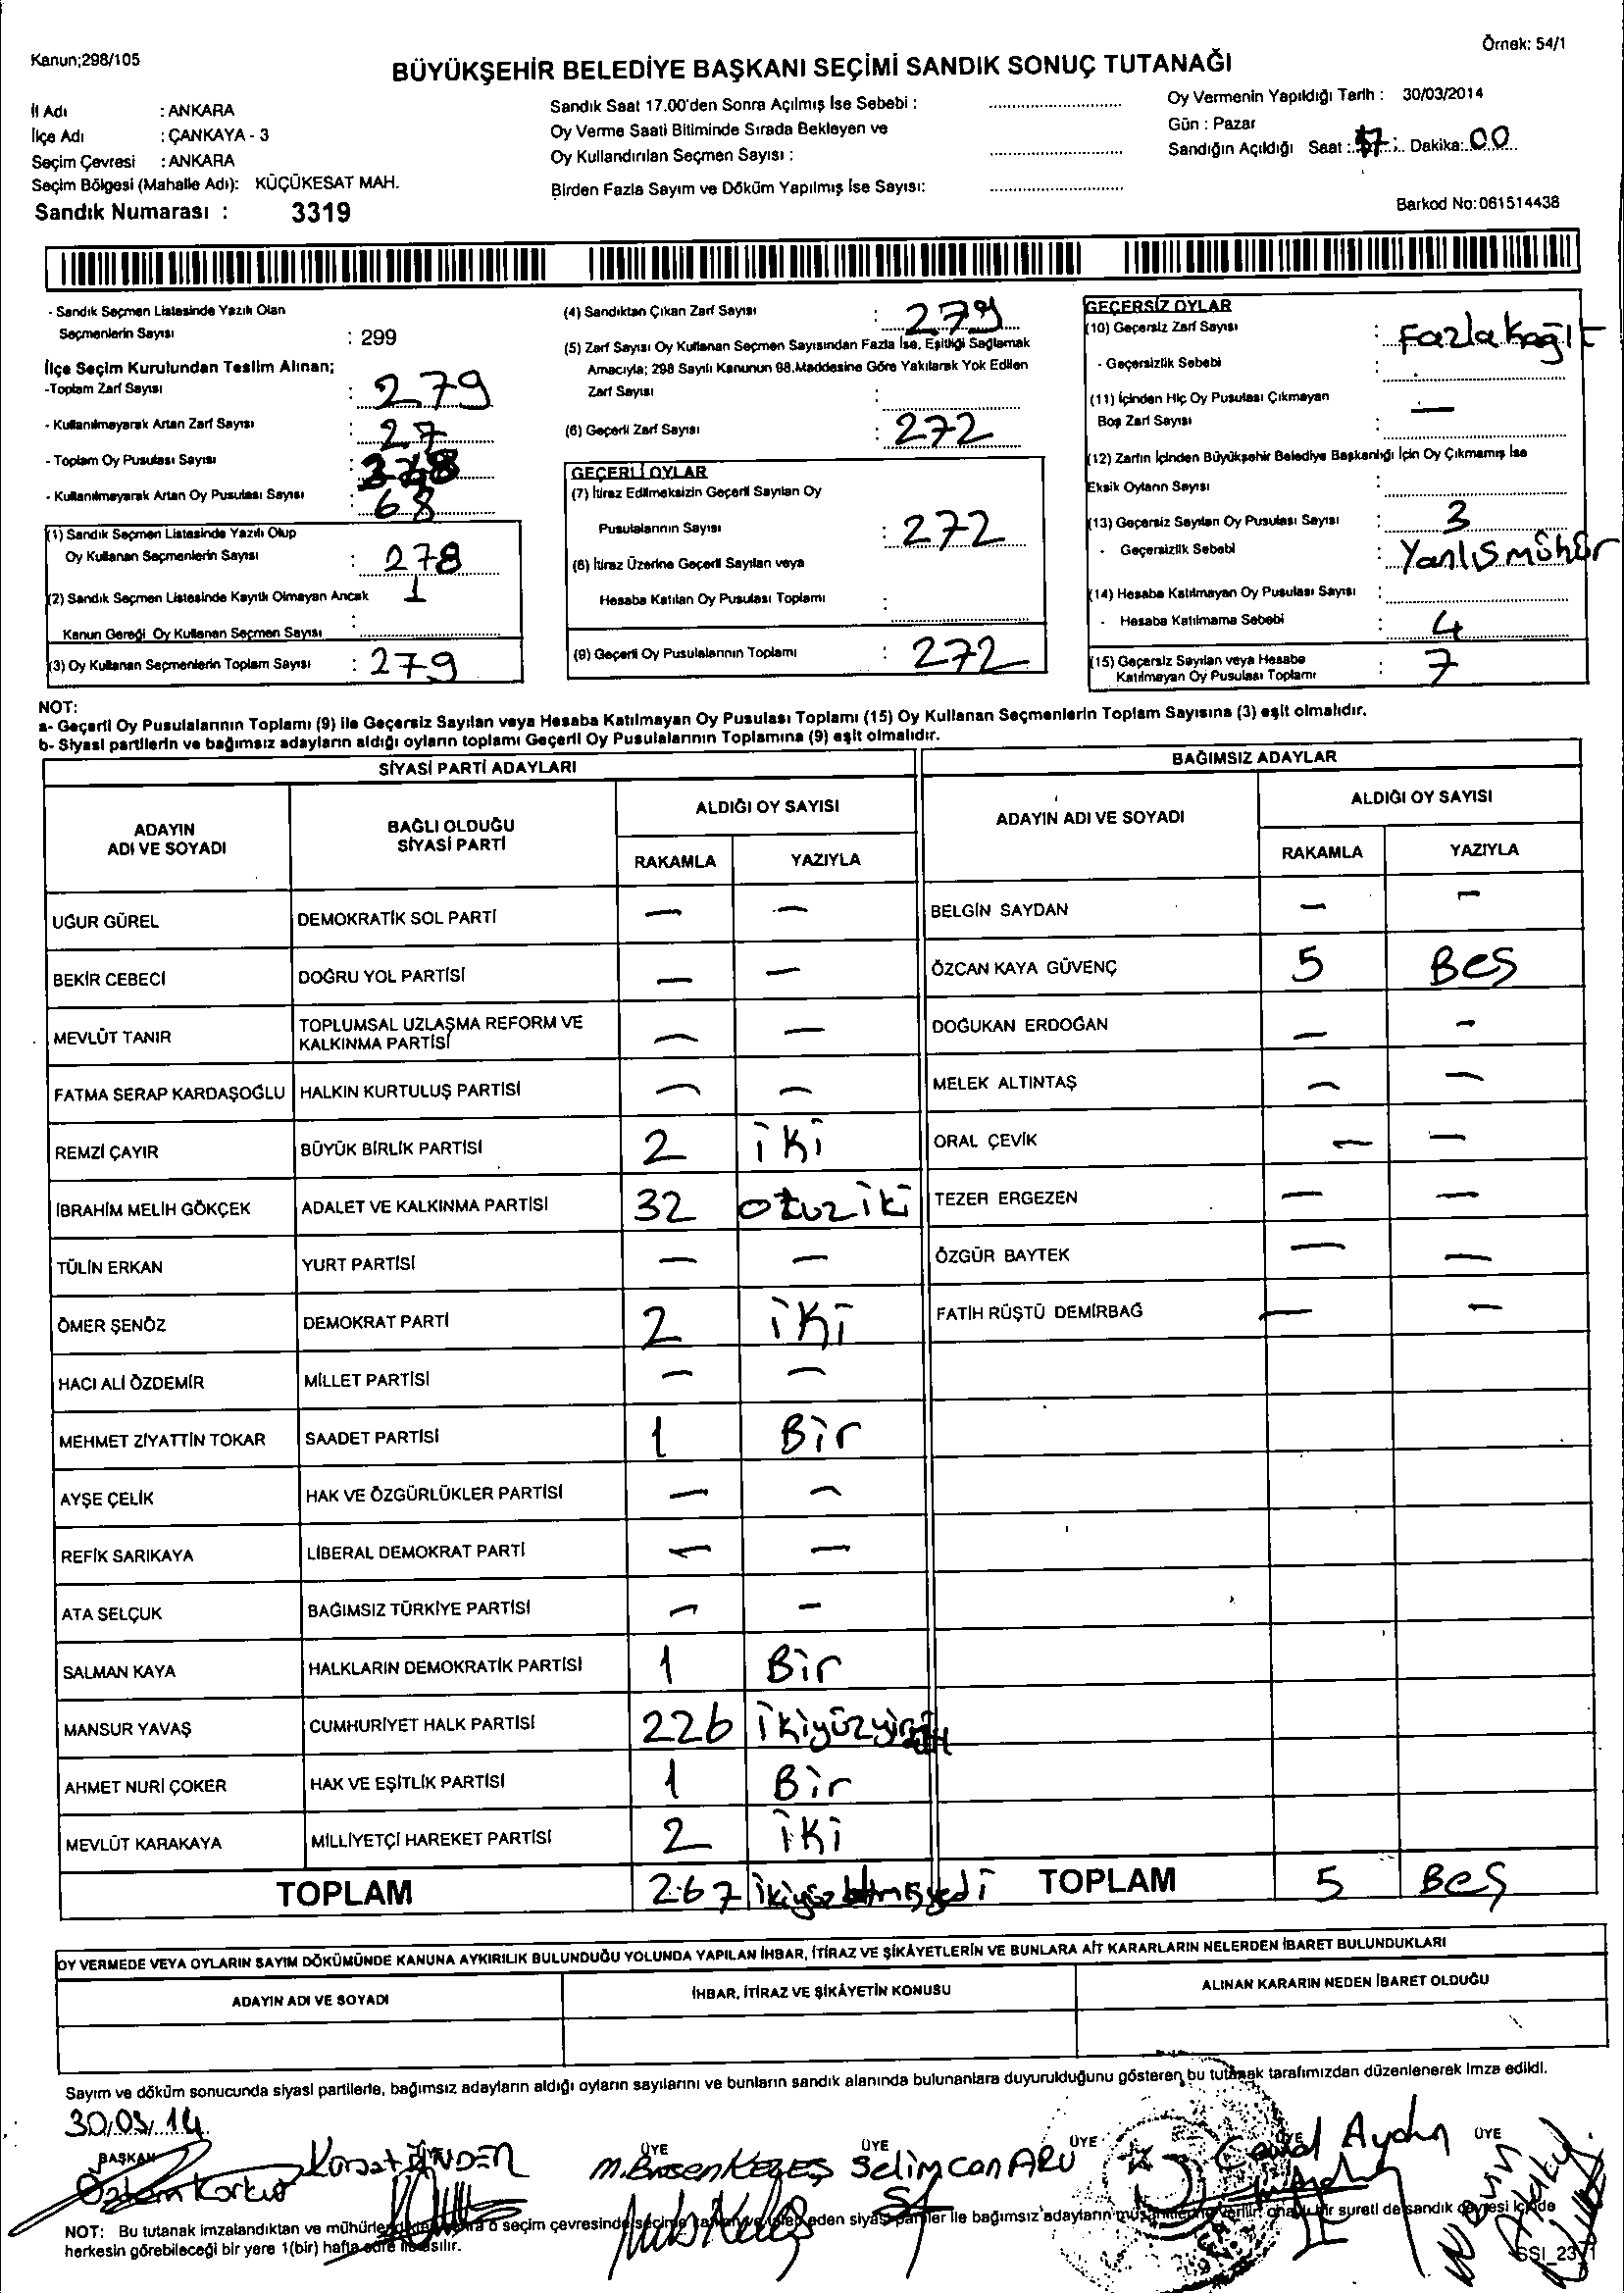 Kanun;298/105
Örnek: 54/1
BÜYÜKŞEHİR BELEDİYE BAŞKANI SEÇİMİ SANDIK SONUÇ TUTANAĞI
İl Adı : ANKARA
İlçe Adı : ÇANKAYA - 3
Seçim Çevresi : ANKARA
Seçim Bölgesi (Mahalle Adı): KÜÇÜKESAT MAH.
Sandık Numarası : 3319
Sandık Saat 17.00'den Sonra Açılmış İse Sebebi :
Oy Verme Saati Bitiminde Sırada Bekleyen ve
Oy Kullandırılan Seçmen Sayısı :
Birden Fazla Sayım ve Döküm Yapılmış İse Sayısı:
Oy Vermenin Yapıldığı Tarih : 30/03/2014
Gün : Pazar
Sandığın Açıldığı Saat : 17 Dakika: 00
Barkod No:061514438
- Sandık Seçmen Listesinde Yazılı Olan
Seçmenlerin Sayısı : 299
İlçe Seçim Kurulundan Teslim Alınan;
-Toplam Zarf Sayısı : 279
- Kullanılmayarak Artan Zarf Sayısı : 27
- Toplam Oy Pusulası Sayısı :
- Kullanılmayarak Artan Oy Pusulası Sayısı : 68
(1) Sandık Seçmen Listesinde Yazılı Olup
Oy Kullanan Seçmenlerin Sayısı : 278
(2) Sandık Seçmen Listesinde Kayıtlı Olmayan Ancak 1
Kanun Gereği Oy Kullanan Seçmen Sayısı :
(3) Oy Kullanan Seçmenlerin Toplam Sayısı : 279
(4) Sandıktan Çıkan Zarf Sayısı : 279
(5) Zarf Sayısı Oy Kullanan Seçmen Sayısından Fazla İse, Eşitliği Sağlamak
Amacıyla; 298 Sayılı Kanunun 98.Maddesine Göre Yakılarak Yok Edilen
Zarf Sayısı :
(6) Geçerli Zarf Sayısı : 272
GEÇERLİ OYLAR
(7) İtiraz Edilmeksizin Geçerli Sayılan Oy
Pusulalarının Sayısı : 272
(8) İtiraz Üzerine Geçerli Sayılan veya
Hesaba Katılan Oy Pusulası Toplamı :
(9) Geçerli Oy Pusulalarının Toplamı : 272
GEÇERSİZ OYLAR
(10) Geçersiz Zarf Sayısı : Fazla Kağıt
- Geçersizlik Sebebi :
(11) İçinden Hiç Oy Pusulası Çıkmayan
Boş Zarf Sayısı : —
(12) Zarfın İçinden Büyükşehir Belediye Başkanlığı İçin Oy Çıkmamış İse
Eksik Oyların Sayısı :
(13) Geçersiz Sayılan Oy Pusulası Sayısı : 3
- Geçersizlik Sebebi : Yanlıs mühür
(14) Hesaba Katılmayan Oy Pusulası Sayısı :
- Hesaba Katılmama Sebebi : 4
(15) Geçersiz Sayılan veya Hesaba
Katılmayan Oy Pusulası Toplamı : 7
NOT:
a- Geçerli Oy Pusulalarının Toplamı (9) ile Geçersiz Sayılan veya Hesaba Katılmayan Oy Pusulası Toplamı (15) Oy Kullanan Seçmenlerin Toplam Sayısına (3) eşit olmalıdır.
b- Siyasi partilerin ve bağımsız adayların aldığı oyların toplamı Geçerli Oy Pusulalarının Toplamına (9) eşit olmalıdır.
SİYASİ PARTİ ADAYLARI
ADAYIN ADI VE SOYADI BAĞLI OLDUĞU SİYASİ PARTİ ALDIĞI OY SAYISI
RAKAMLA YAZIYLA
UĞUR GÜREL DEMOKRATİK SOL PARTİ — —
BEKİR CEBECİ DOĞRU YOL PARTİSİ — —
MEVLÜT TANIR TOPLUMSAL UZLAŞMA REFORM VE KALKINMA PARTİSİ — —
FATMA SERAP KARDAŞOĞLU HALKIN KURTULUŞ PARTİSİ — —
REMZİ ÇAYIR BÜYÜK BİRLİK PARTİSİ 2 iki
İBRAHİM MELİH GÖKÇEK ADALET VE KALKINMA PARTİSİ 32 otuz iki
TÜLİN ERKAN YURT PARTİSİ — —
ÖMER ŞENÖZ DEMOKRAT PARTİ 2 iki
HACI ALİ ÖZDEMİR MİLLET PARTİSİ — —
MEHMET ZİYATTİN TOKAR SAADET PARTİSİ 1 Bir
AYŞE ÇELİK HAK VE ÖZGÜRLÜKLER PARTİSİ — —
REFİK SARIKAYA LİBERAL DEMOKRAT PARTİ — —
ATA SELÇUK BAĞIMSIZ TÜRKİYE PARTİSİ — —
SALMAN KAYA HALKLARIN DEMOKRATİK PARTİSİ 1 Bir
MANSUR YAVAŞ CUMHURİYET HALK PARTİSİ 226
AHMET NURİ ÇOKER HAK VE EŞİTLİK PARTİSİ 1 Bir
MEVLÜT KARAKAYA MİLLİYETÇİ HAREKET PARTİSİ 2 iki
TOPLAM 267 ikiyüz altmış yedi
BAĞIMSIZ ADAYLAR
ADAYIN ADI VE SOYADI ALDIĞI OY SAYISI
RAKAMLA YAZIYLA
BELGİN SAYDAN — —
ÖZCAN KAYA GÜVENÇ 5 Bes
DOĞUKAN ERDOĞAN — —
MELEK ALTINTAŞ — —
ORAL ÇEVİK — —
TEZER ERGEZEN — —
ÖZGÜR BAYTEK — —
FATİH RÜŞTÜ DEMİRBAĞ — —
TOPLAM 5 Beş
OY VERMEDE VEYA OYLARIN SAYIM DÖKÜMÜNDE KANUNA AYKIRILIK BULUNDUĞU YOLUNDA YAPILAN İHBAR, İTİRAZ VE ŞİKÂYETLERİN VE BUNLARA AİT KARARLARIN NELERDEN İBARET BULUNDUKLARI
ADAYIN ADI VE SOYADI İHBAR, İTİRAZ VE ŞİKÂYETİN KONUSU ALINAN KARARIN NEDEN İBARET OLDUĞU
Sayım ve döküm sonucunda siyasi partilerle, bağımsız adayların aldığı oyların sayılarını ve bunların sandık alanında bulunanlara duyurulduğunu gösteren bu tutanak tarafımızdan düzenlenerek imza edildi.
30/03/14
BAŞKAN ÜYE ÜYE ÜYE ÜYE ÜYE
Özlem Korkut
Selimcan ARU
Aydın
NOT: Bu tutanak imzalandıktan ve mühürlendikten sonra o seçim çevresinde eden siyasi partiler ile bağımsız adayların bir sureti de sandık çevresi içinde
herkesin görebileceği bir yere 1(bir) hafta süre ile asılır.